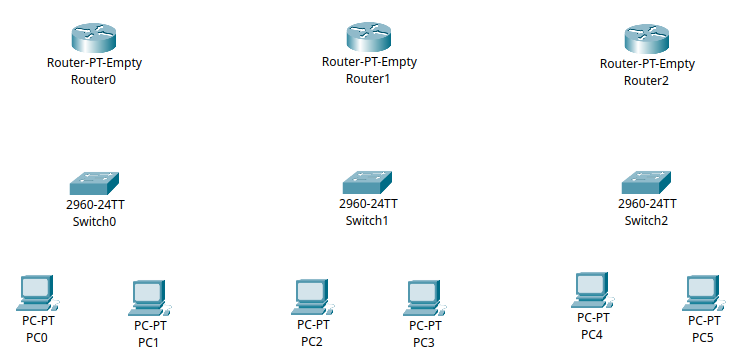 Router-PT-Empty
Router0
Router-PT-Empty
Router1
Router-PT-Empty
Router2
2960-24TT
Switch0
2960-24TT
Switch1
2960-24TT
Switch2
PC-PT
PC0
PC-PT
PC1
PC-PT
PC2
PC-PT
PC3
PC-PT
PC4
PC-PT
PC5